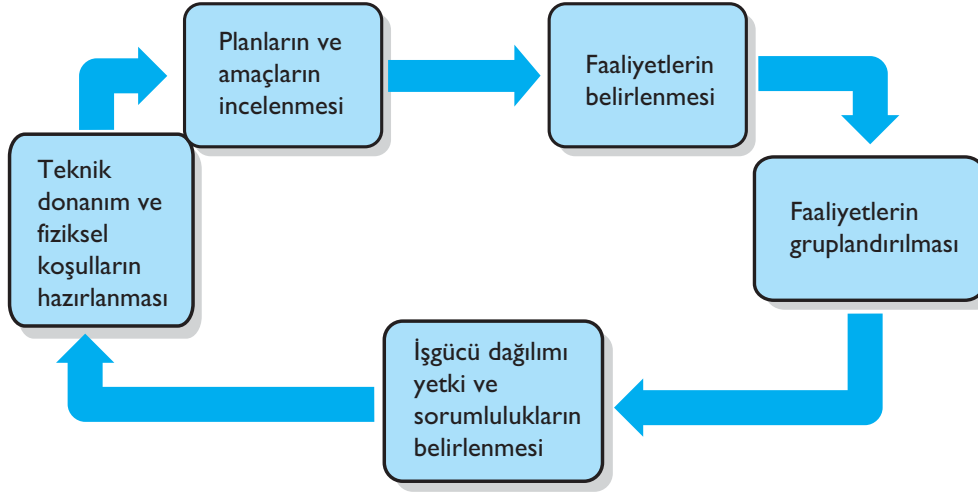 Planların ve
amaçların
incelenmesi
Faaliyetlerin
belirlenmesi
Faaliyetlerin
gruplandırılması
İşgücü dağılımı
yetki ve
sorumlulukların
belirlenmesi
Teknik
donanım ve
fiziksel
koşulların
hazırlanması